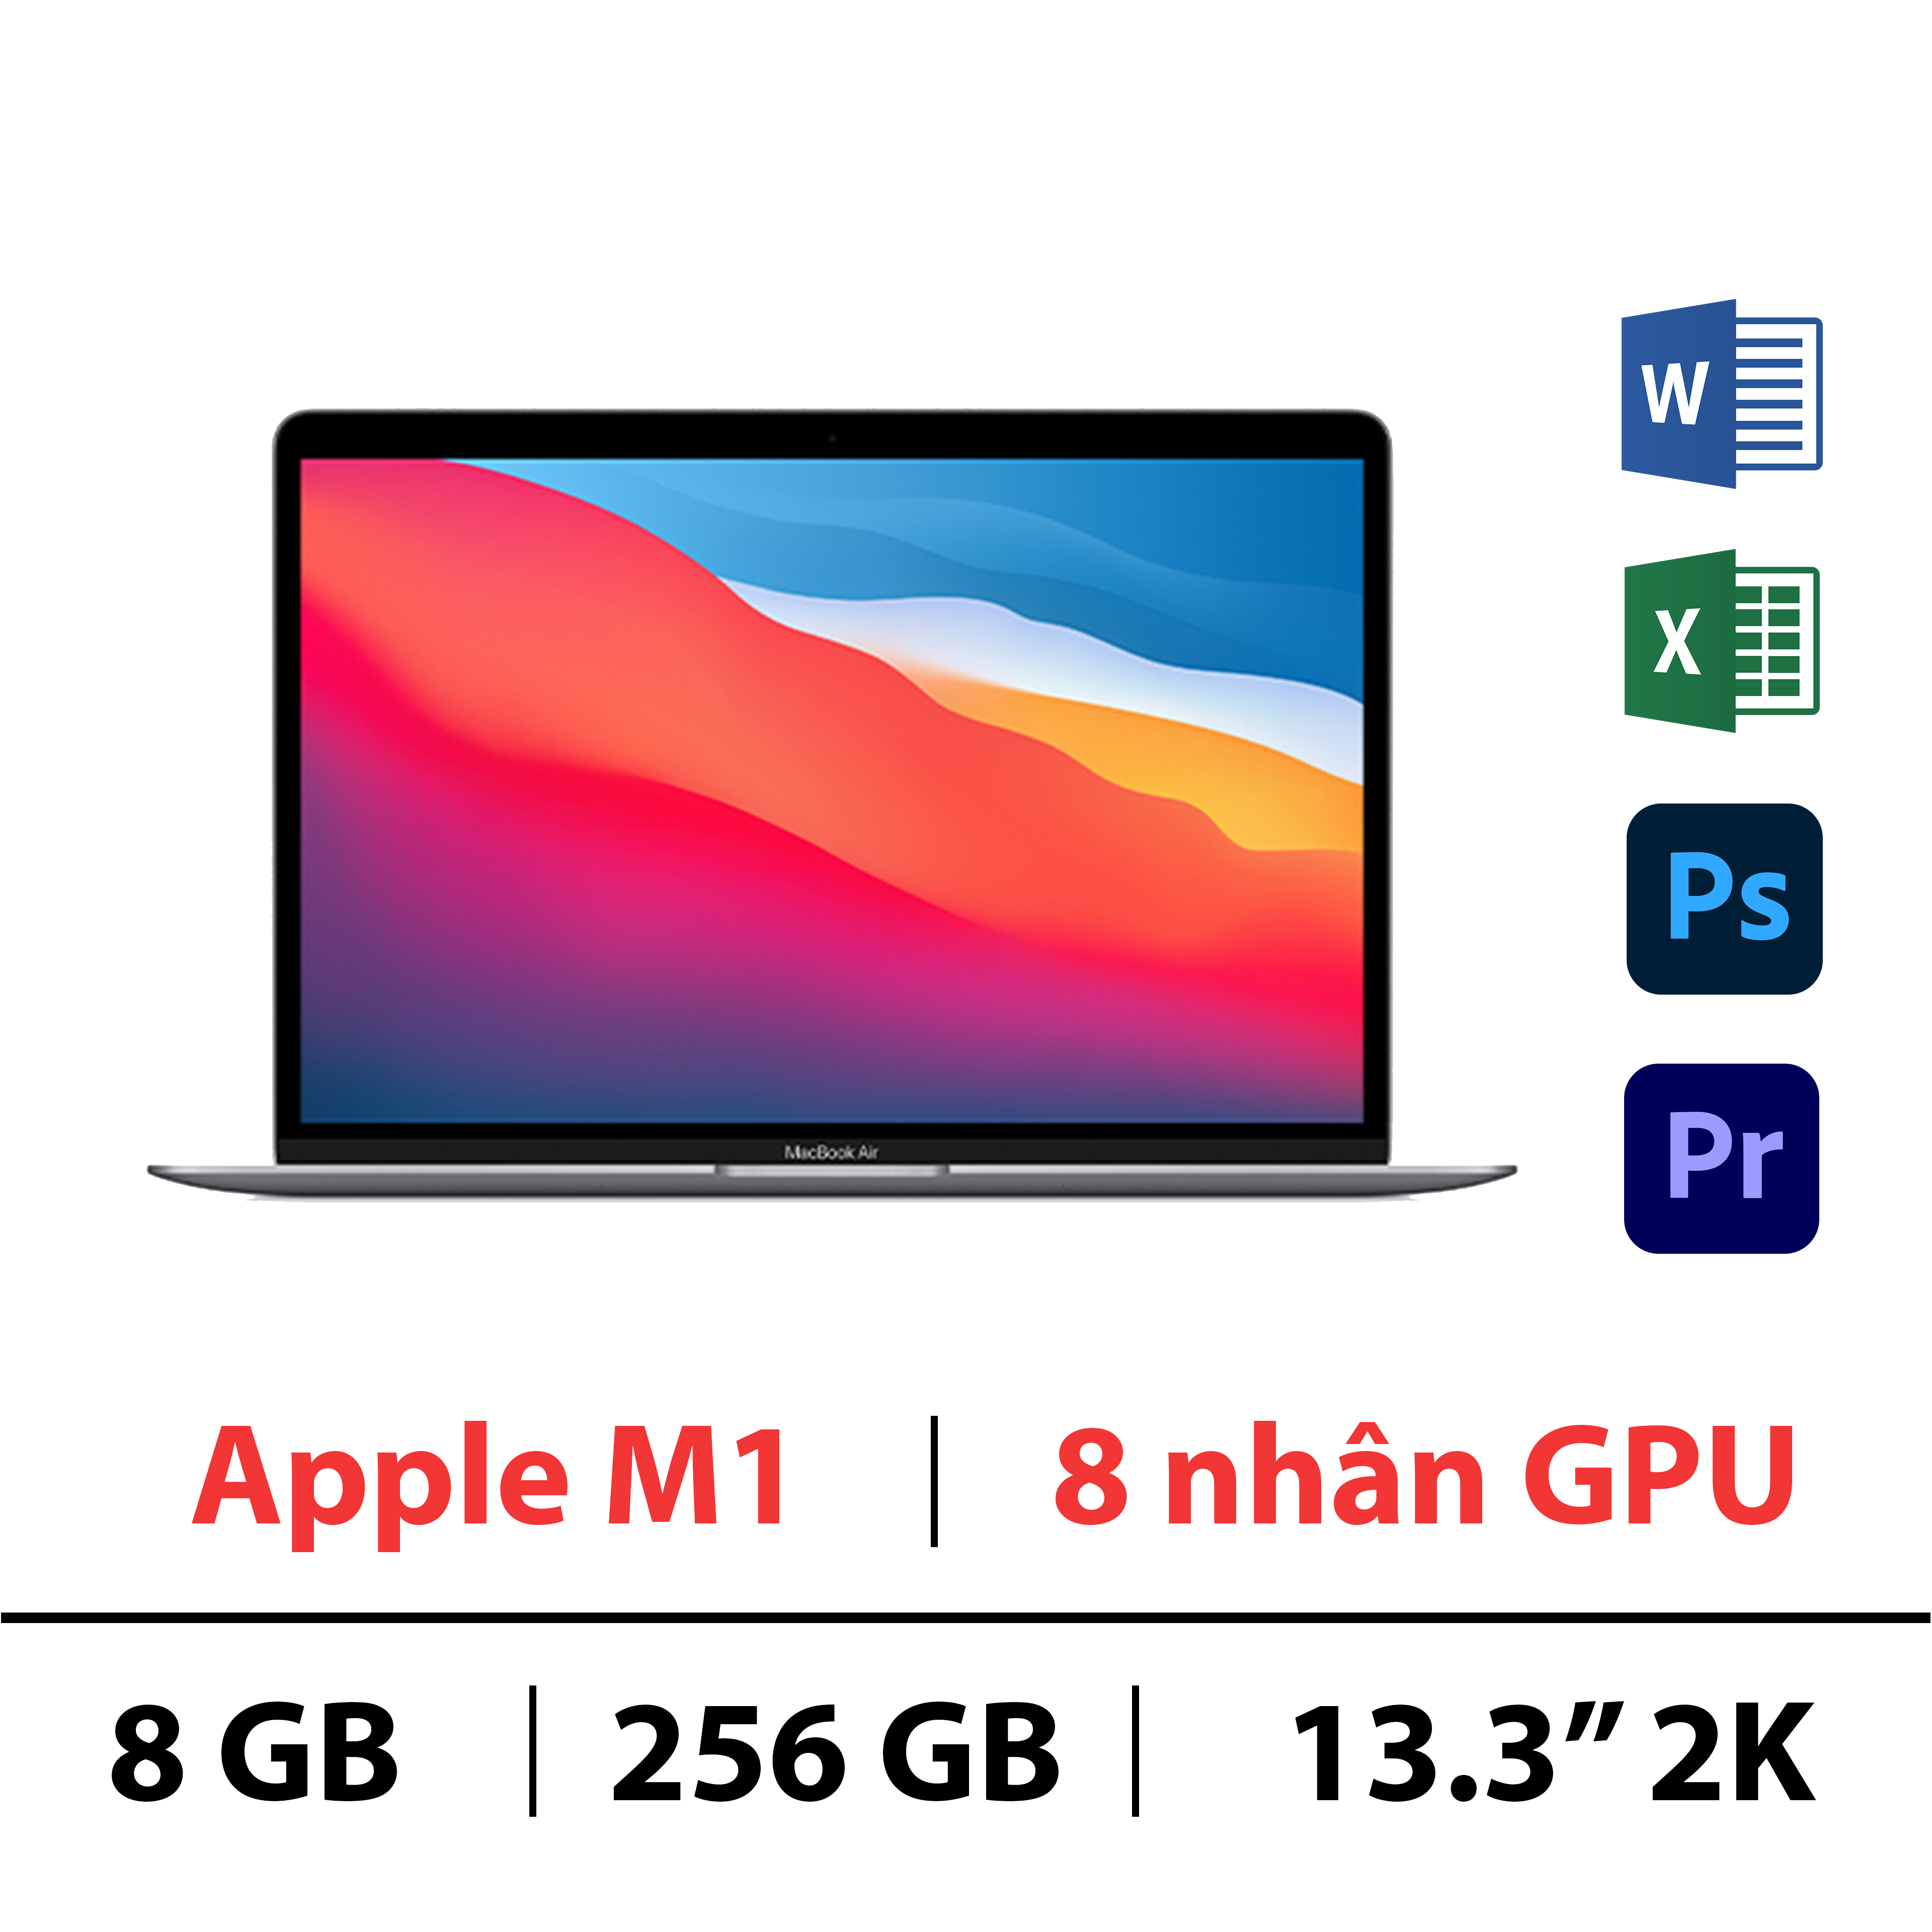 W
X
Ps
Pr
MacBook Air
Apple M1 | 8 nhân GPU
8 GB | 256 GB | 13.3” 2K